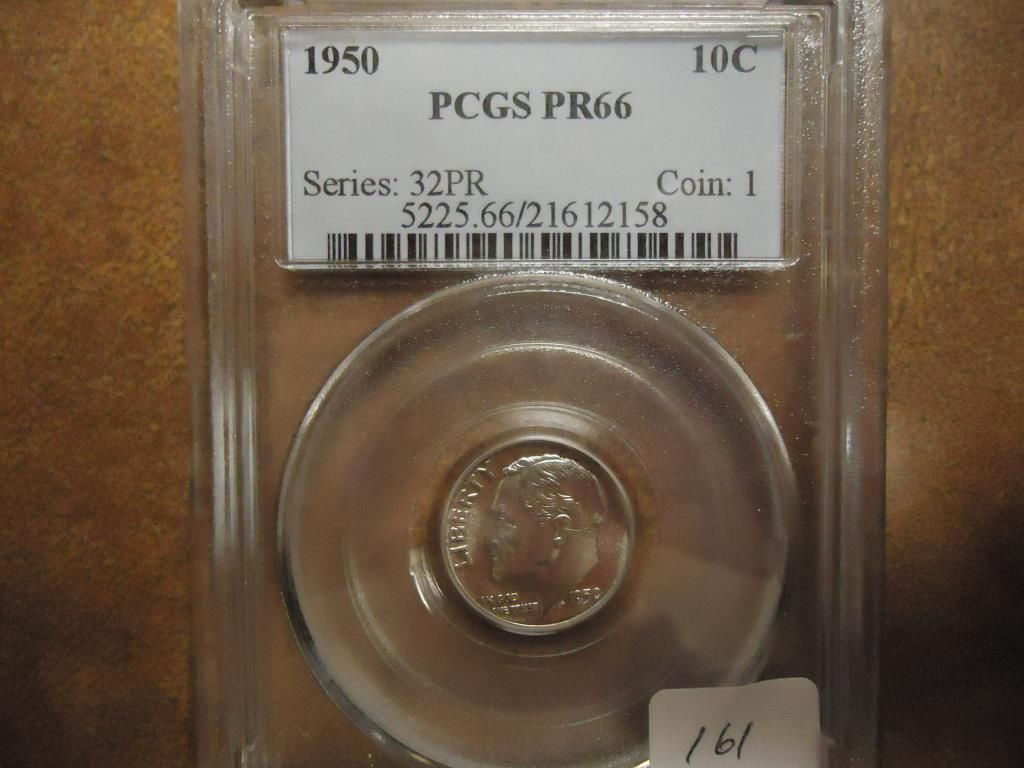 1950 10C
PCGS PR66
Series: 32PR Coin: 1
5225.66/21612158
LIBERTY
IN GOD
WE TRUST
1950
161